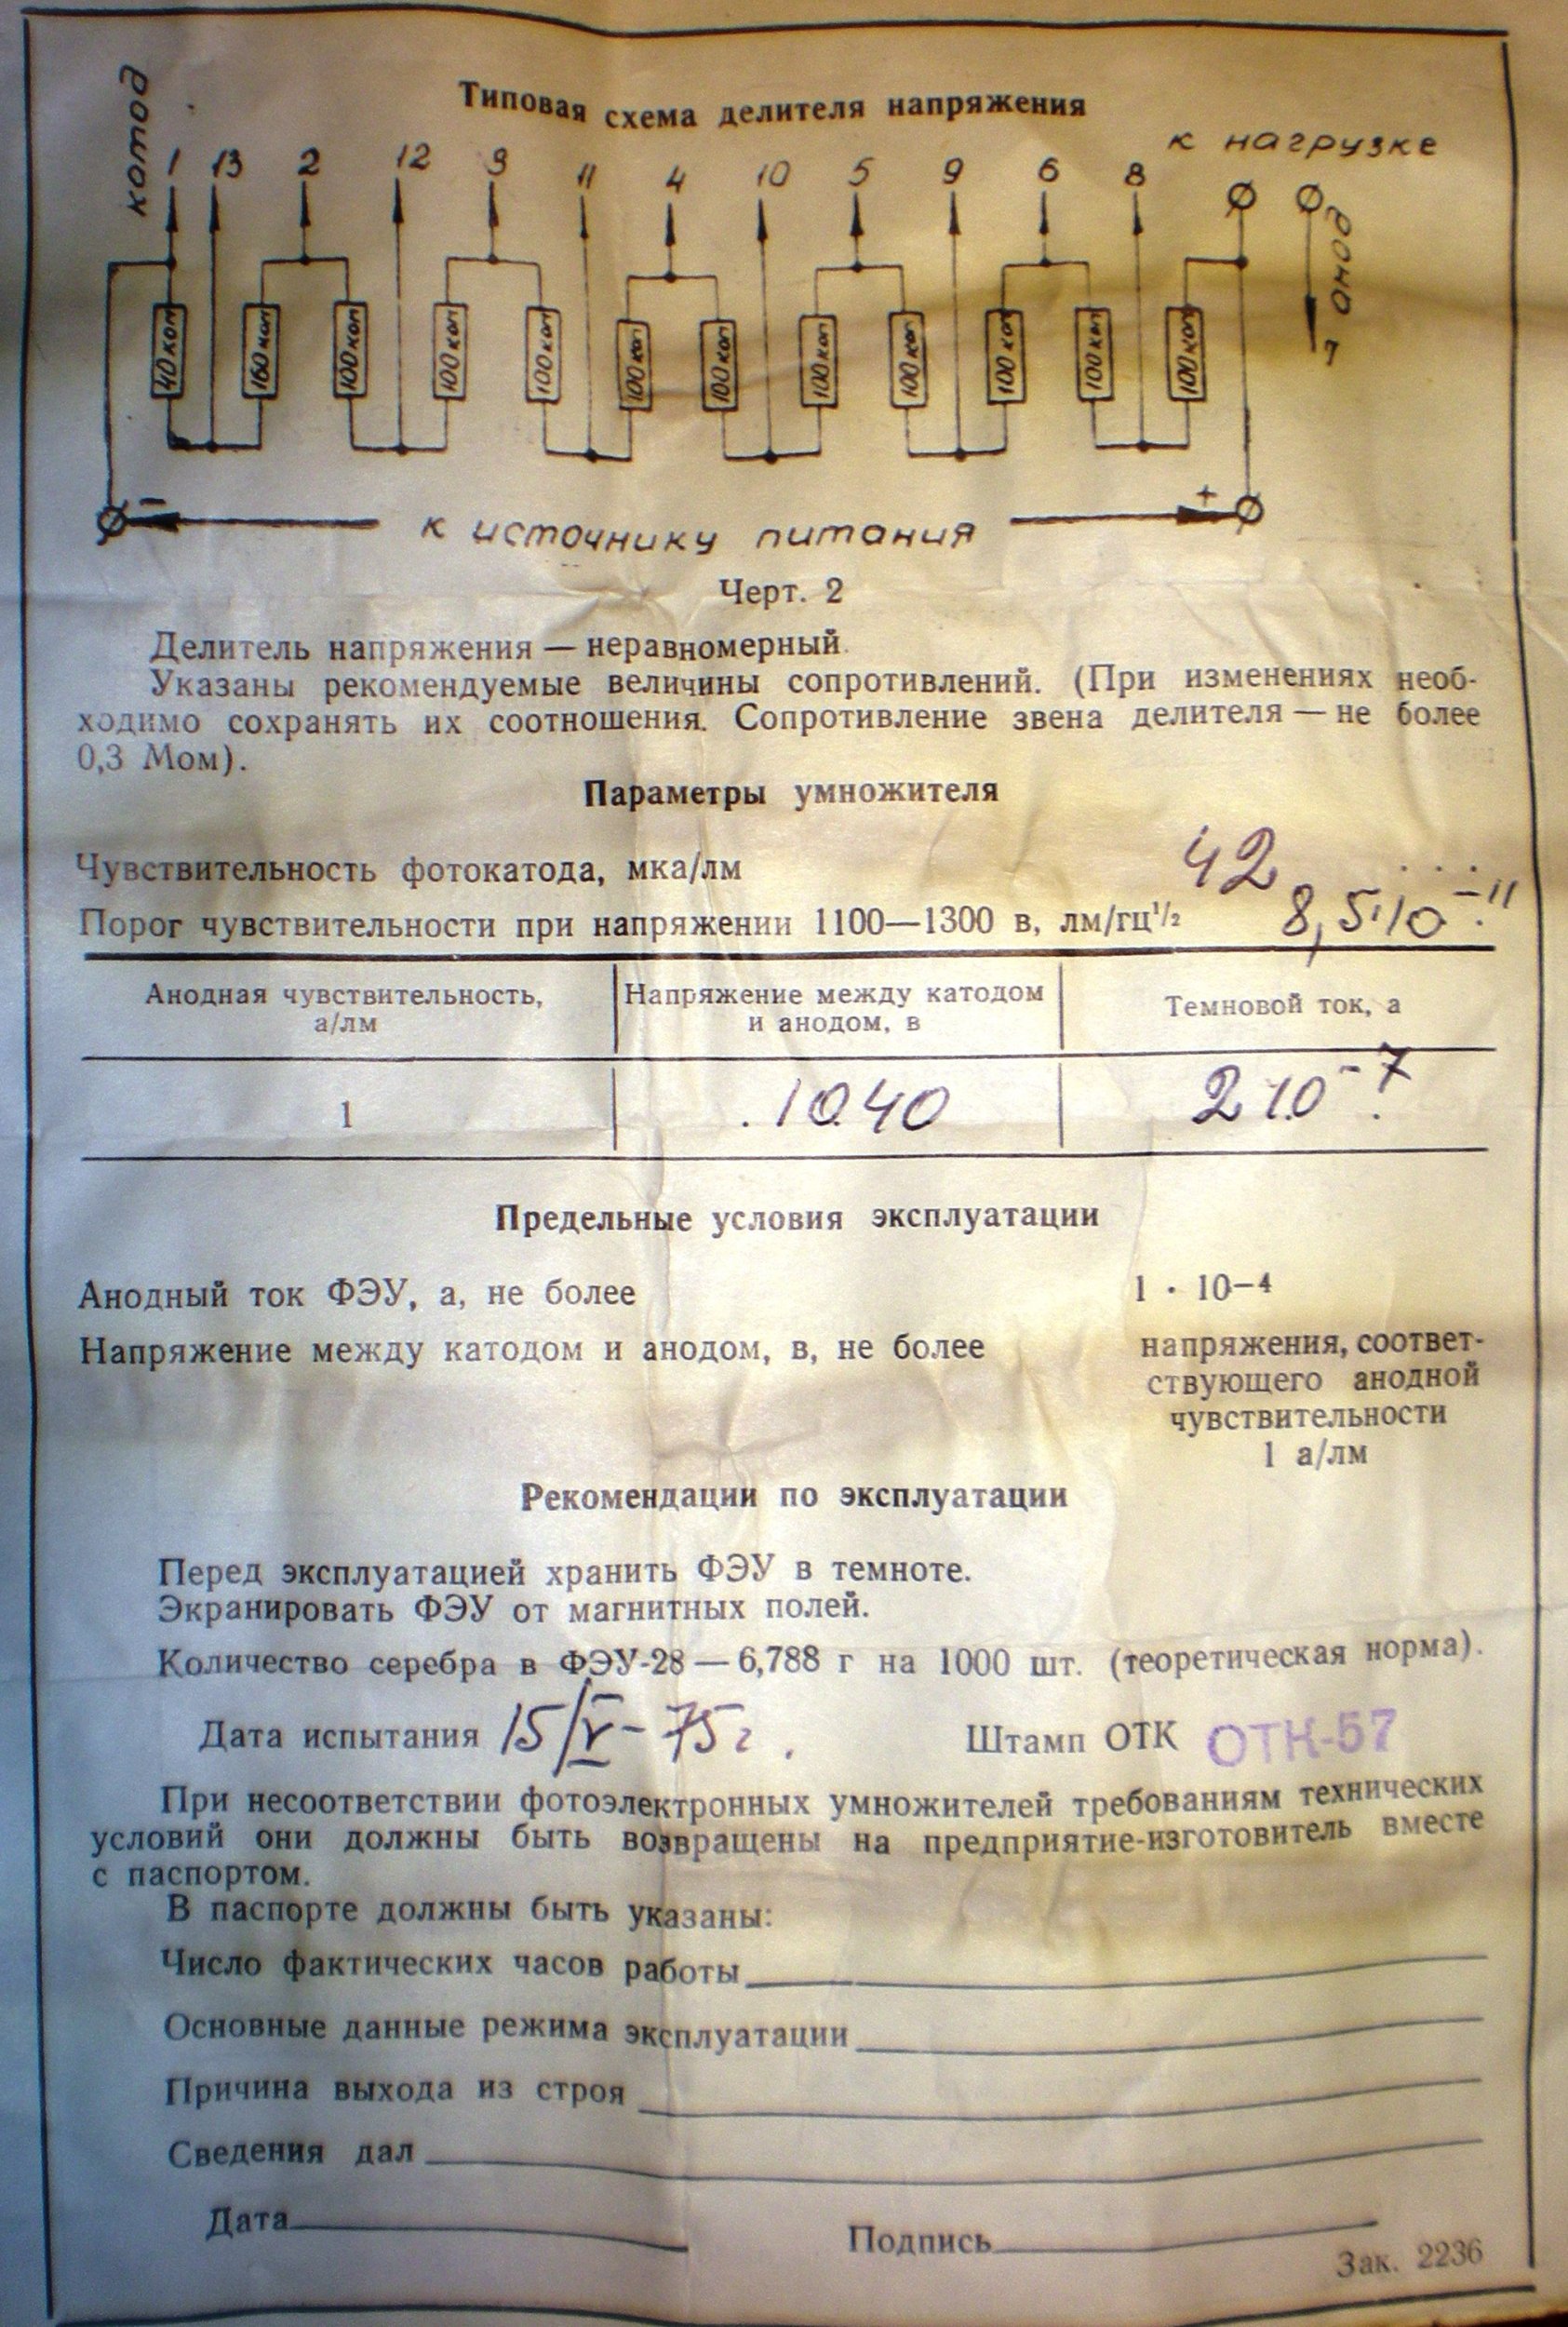 Типовая схема делителя напряжения
катод
1 13 2 12 3 11 4 10 5 9 6 8
к нагрузке
анод
7
40 ком 160 ком 100 ком 100 ком 100 ком 100 ком 100 ком 100 ком 100 ком 100 ком 100 ком 100 ком
− к источнику питания +
Черт. 2
Делитель напряжения — неравномерный.
Указаны рекомендуемые величины сопротивлений. (При изменениях необ-
ходимо сохранять их соотношения. Сопротивление звена делителя — не более
0,3 Мом).
Параметры умножителя
Чувствительность фотокатода, мка/лм 42
Порог чувствительности при напряжении 1100—1300 в, лм/гц¹/² 8,5·10⁻¹¹
Анодная чувствительность, Напряжение между катодом Темновой ток, а
а/лм и анодом, в
1 1040 2 10⁻⁷
Предельные условия эксплуатации
Анодный ток ФЭУ, а, не более 1 · 10—4
Напряжение между катодом и анодом, в, не более напряжения, соответ-
ствующего анодной
чувствительности
1 а/лм
Рекомендации по эксплуатации
Перед эксплуатацией хранить ФЭУ в темноте.
Экранировать ФЭУ от магнитных полей.
Количество серебра в ФЭУ-28 — 6,788 г на 1000 шт. (теоретическая норма).
Дата испытания 15/V - 75 г. Штамп ОТК ОТК-57
При несоответствии фотоэлектронных умножителей требованиям технических
условий они должны быть возвращены на предприятие-изготовитель вместе
с паспортом.
В паспорте должны быть указаны:
Число фактических часов работы
Основные данные режима эксплуатации
Причина выхода из строя
Сведения дал
Дата Подпись
Зак. 2236